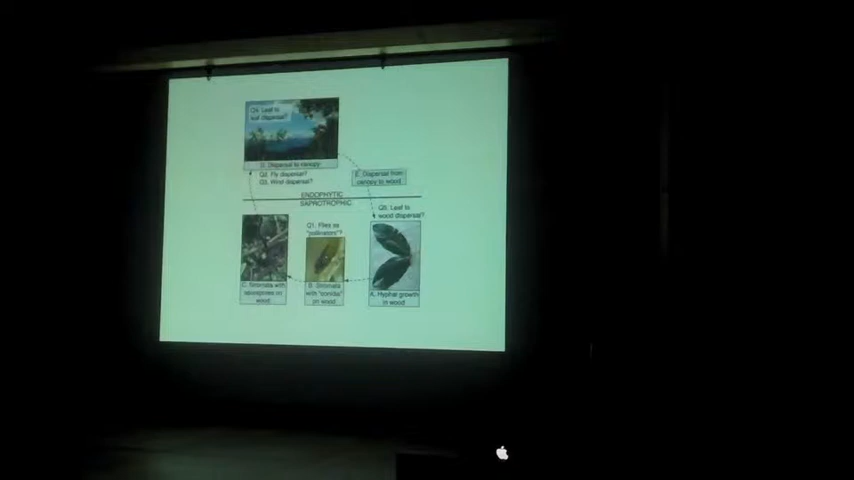 Q4. Leaf to
leaf dispersal?
D. Dispersal to canopy
Q2. Fly dispersal?
Q3. Wind dispersal?
E. Dispersal from
canopy to wood
ENDOPHYTIC
SAPROTROPHIC
Q5. Leaf to
wood dispersal?
Q1. Flies as
"pollinators"?
C. Stromata with
ascospores on
wood
B. Stromata
with "conidia"
on wood
A. Hyphal growth
in wood